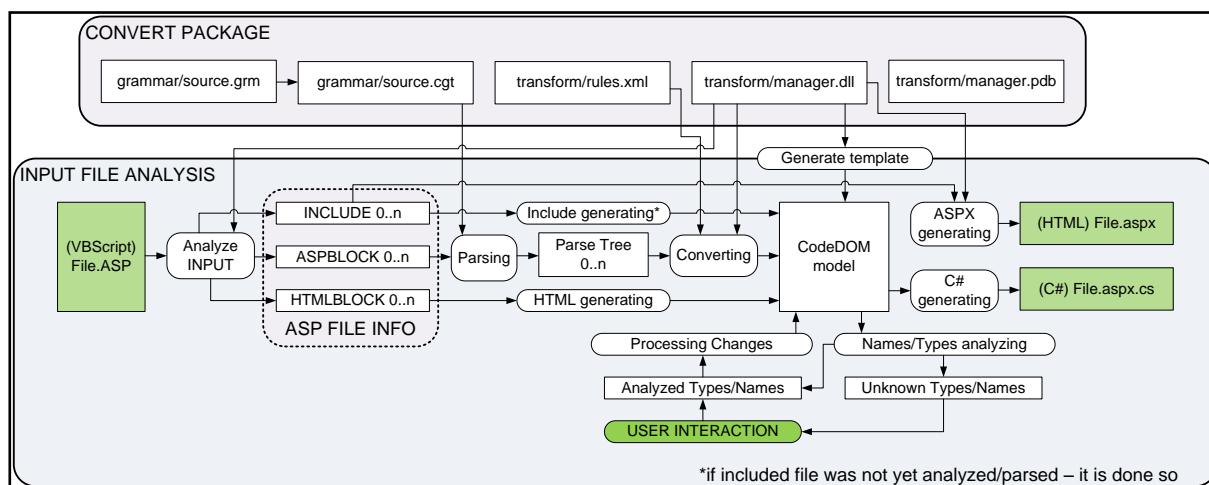 CONVERT PACKAGE
grammar/source.grm
grammar/source.cgt
transform/rules.xml
transform/manager.dll
transform/manager.pdb
Generate template
INPUT FILE ANALYSIS
(VBScript)
File.ASP
Analyze
INPUT
INCLUDE 0..n
ASPBLOCK 0..n
HTMLBLOCK 0..n
ASP FILE INFO
Include generating*
Parsing
Parse Tree
0..n
Converting
HTML generating
CodeDOM
model
ASPX
generating
(HTML) File.aspx
C#
generating
(C#) File.aspx.cs
Processing Changes
Names/Types analyzing
Analyzed Types/Names
Unknown Types/Names
USER INTERACTION
*if included file was not yet analyzed/parsed – it is done so